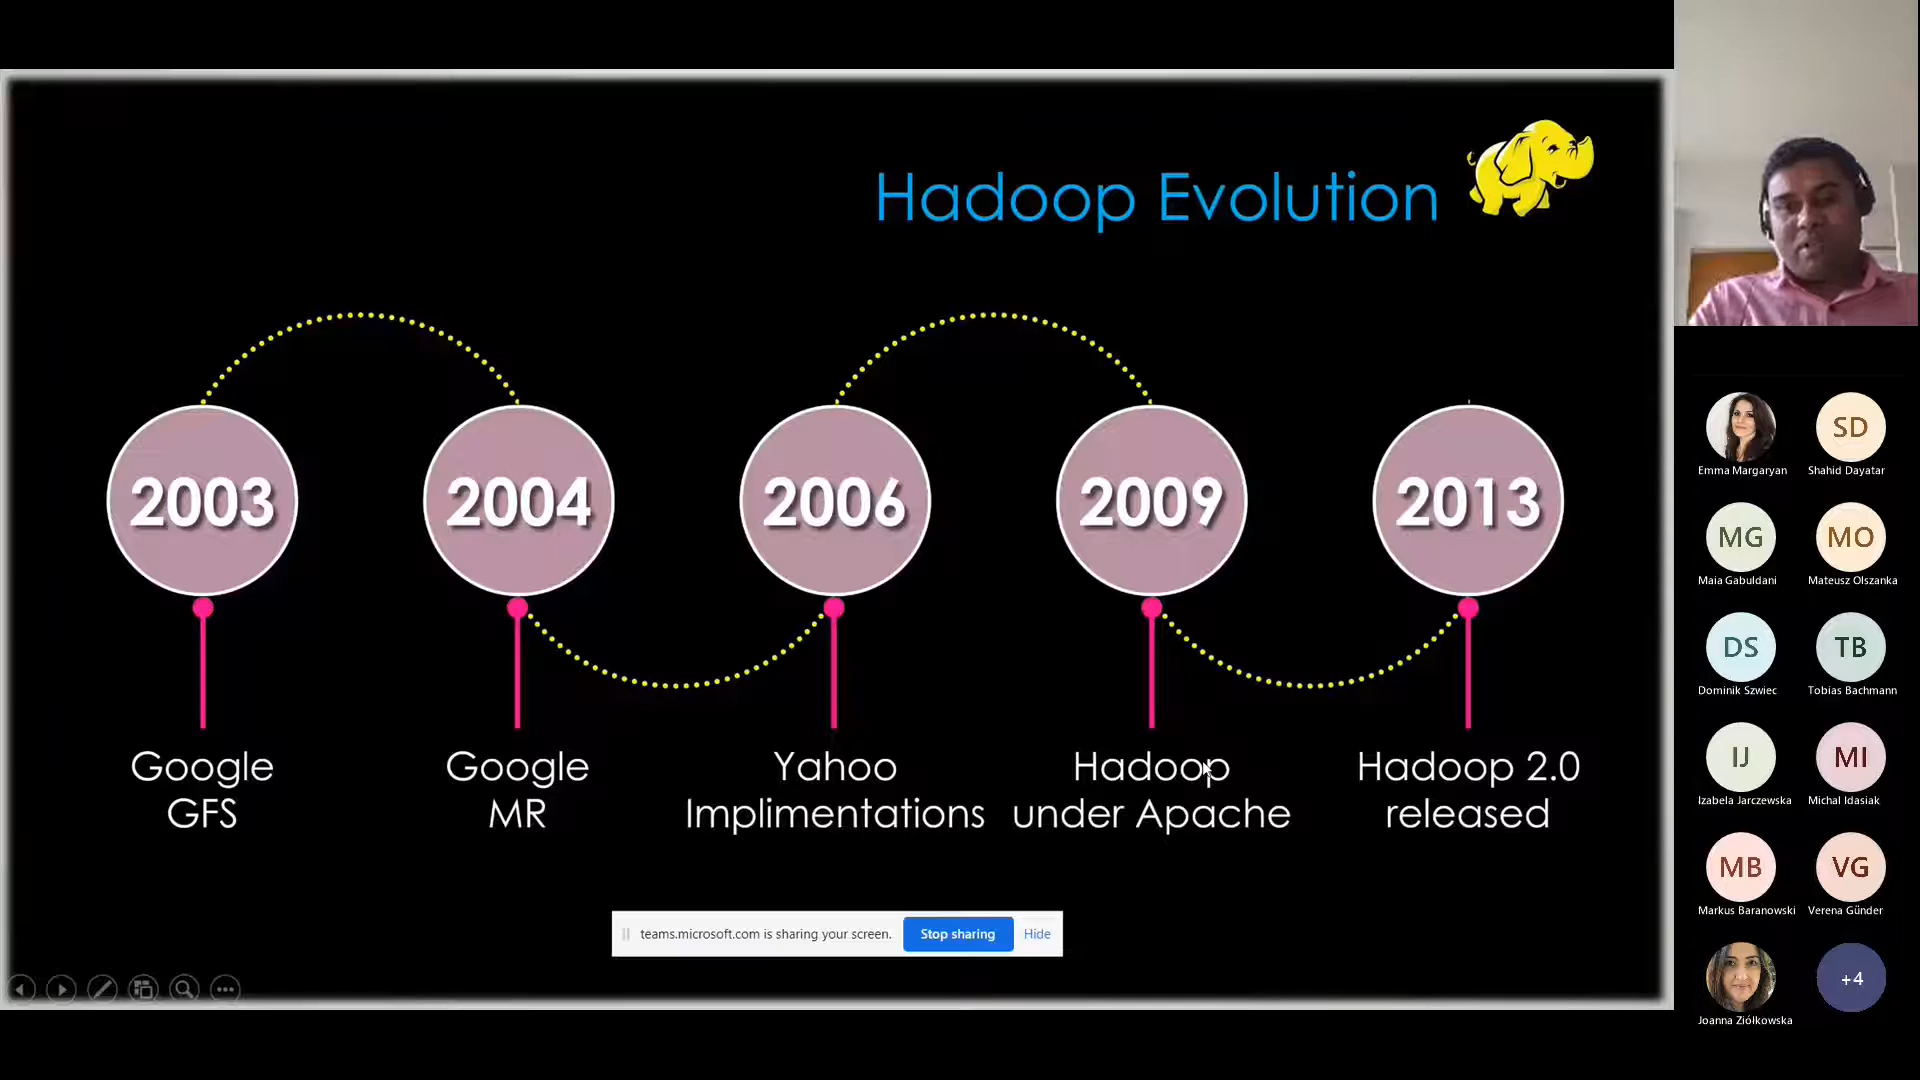 Hadoop Evolution
2003
2004
2006
2009
2013
Google
GFS
Google
MR
Yahoo
Implimentations
Hadoop
under Apache
Hadoop 2.0
released
teams.microsoft.com is sharing your screen.
Stop sharing
Hide
Emma Margaryan
SD
Shahid Dayatar
MG
Maia Gabuldani
MO
Mateusz Olszanka
DS
Dominik Szwiec
TB
Tobias Bachmann
IJ
Izabela Jarczewska
MI
Michal Idasiak
MB
Markus Baranowski
VG
Verena Günder
Joanna Ziółkowska
+4